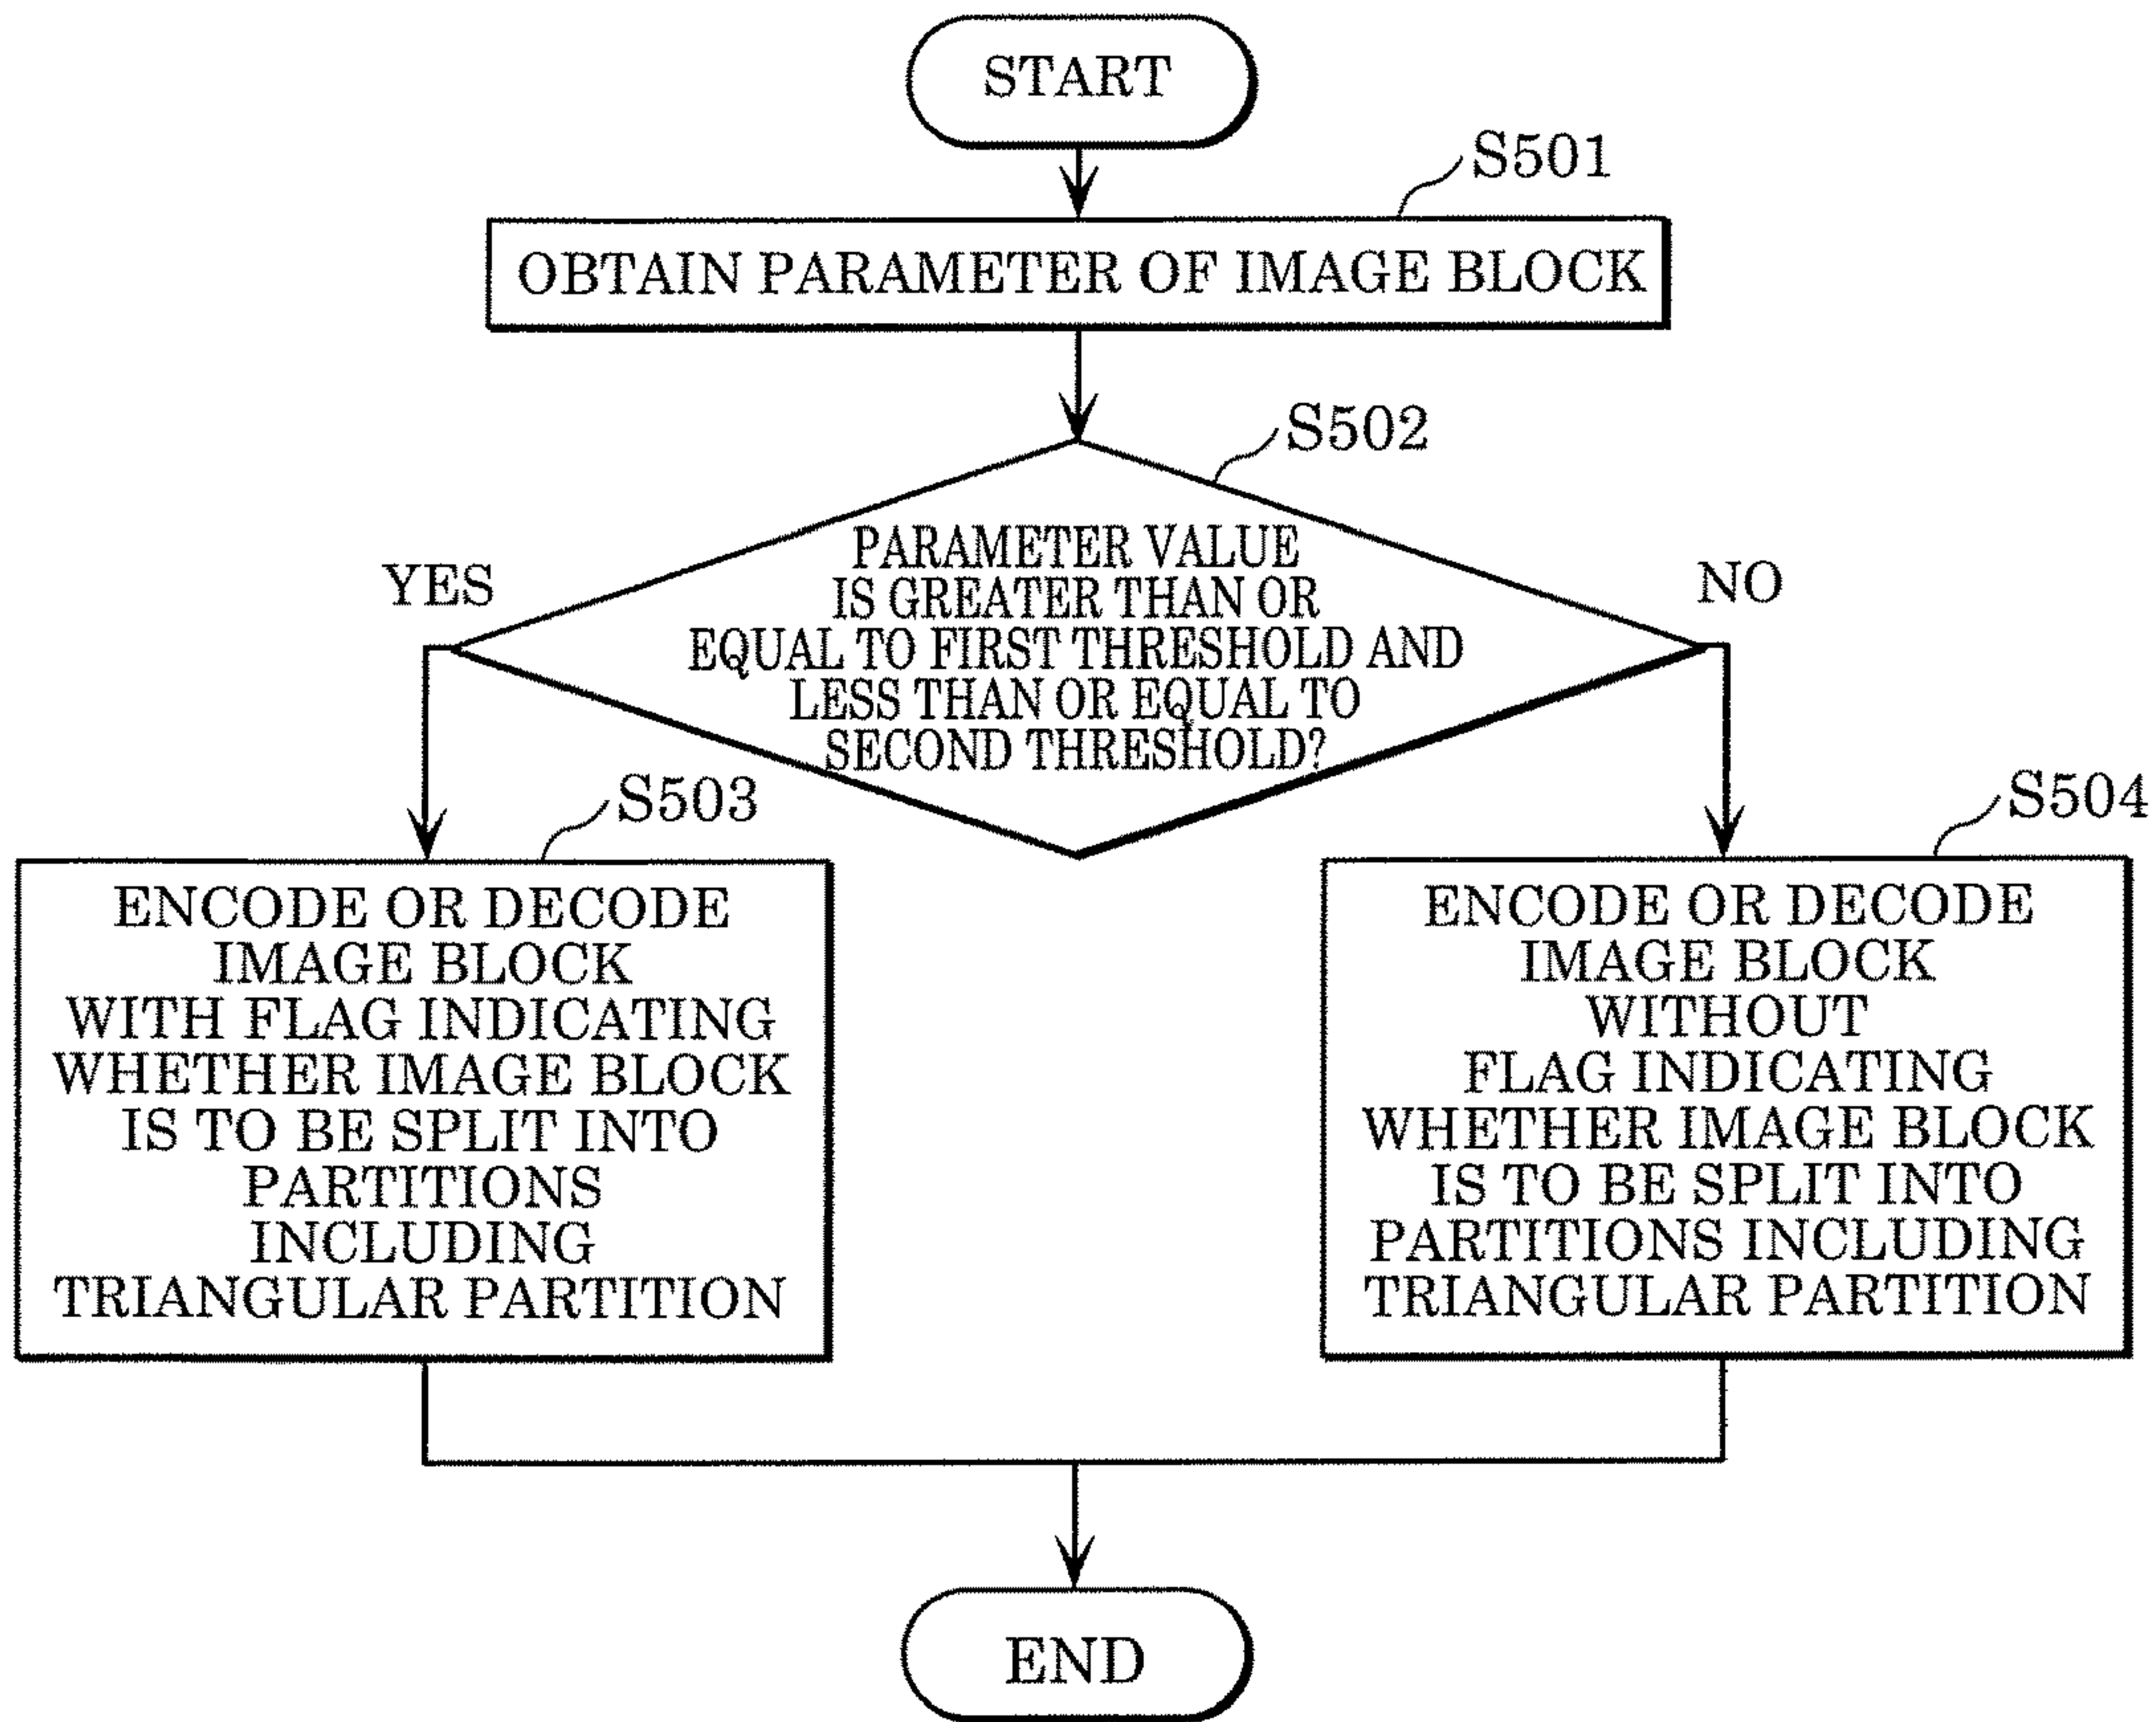 START
S501
OBTAIN PARAMETER OF IMAGE BLOCK
S502
PARAMETER VALUE
IS GREATER THAN OR
EQUAL TO FIRST THRESHOLD AND
LESS THAN OR EQUAL TO
SECOND THRESHOLD?
YES
NO
S503
ENCODE OR DECODE
IMAGE BLOCK
WITH FLAG INDICATING
WHETHER IMAGE BLOCK
IS TO BE SPLIT INTO
PARTITIONS
INCLUDING
TRIANGULAR PARTITION
S504
ENCODE OR DECODE
IMAGE BLOCK
WITHOUT
FLAG INDICATING
WHETHER IMAGE BLOCK
IS TO BE SPLIT INTO
PARTITIONS INCLUDING
TRIANGULAR PARTITION
END